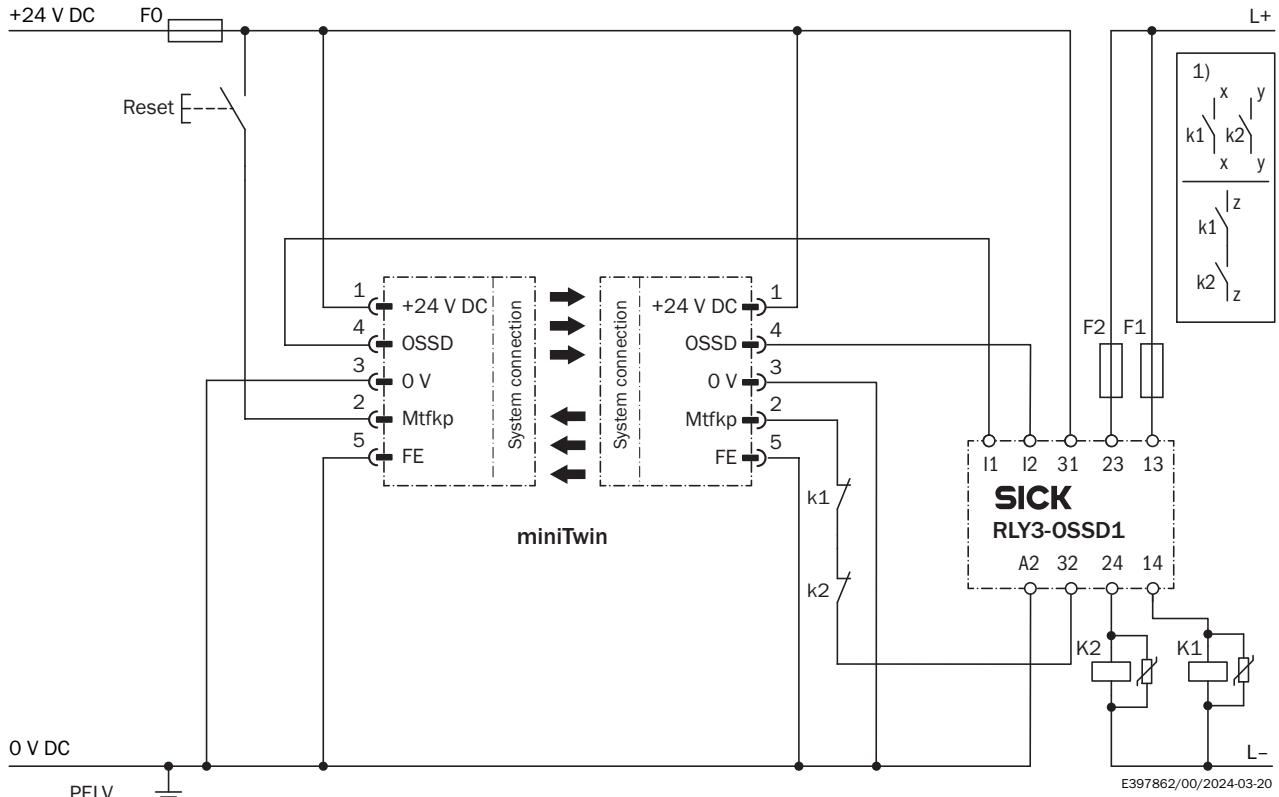 +24 V DC F0 L+
1)
x y
k1 k2
x y
Reset
z
k1
k2
z
1 +24 V DC System connection
4 OSSD
3 0 V
2 Mtfkp
5 FE
System connection +24 V DC 1
OSSD 4
0 V 3
Mtfkp 2
FE 5
miniTwin
k1
k2
F2 F1
I1 I2 31 23 13
SICK
RLY3-OSSD1
A2 32 24 14
K2 K1
0 V DC L–
PELV
E397862/00/2024-03-20